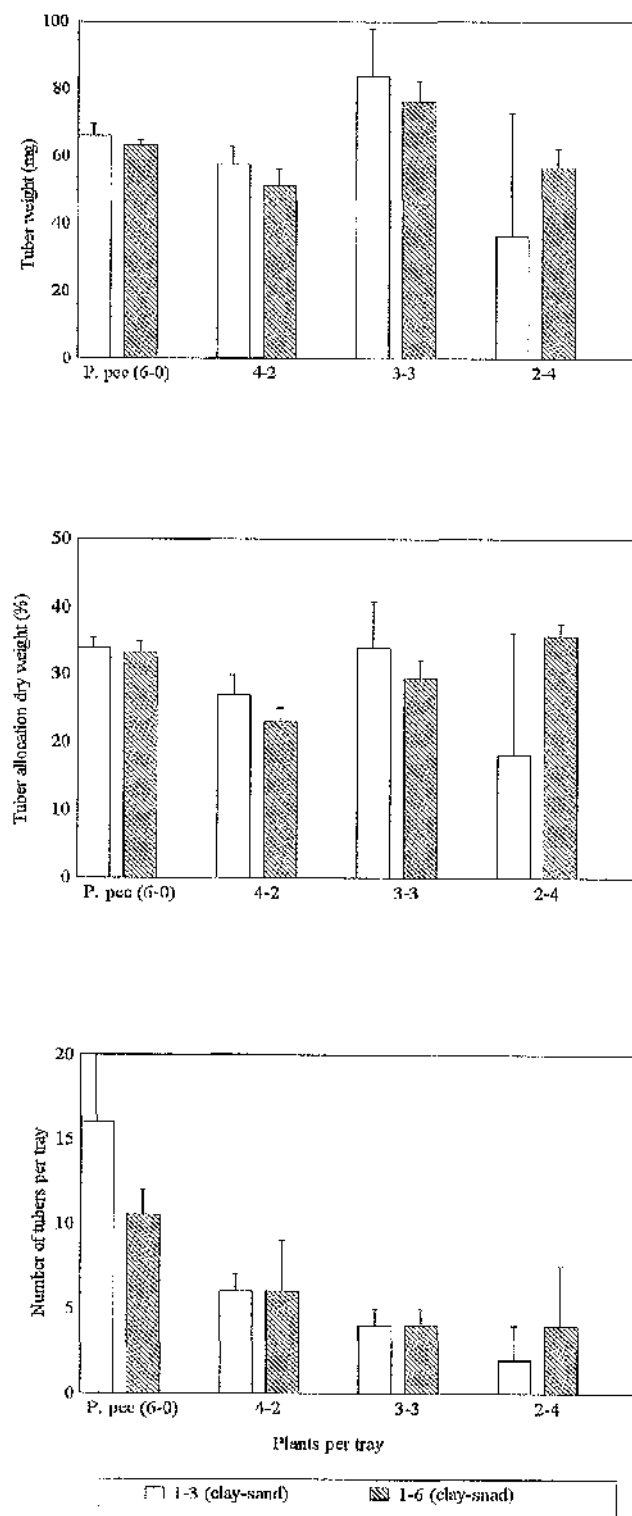 100
80
60
40
20
0
Tuber weight (mg)
P. pec (6-0) 4-2 3-3 2-4
50
40
30
20
10
0
Tuber allocation dry weight (%)
P. pec (6-0) 4-2 3-3 2-4
20
15
10
5
0
Number of tubers per tray
P. pec (6-0) 4-2 3-3 2-4
Plants per tray
1-3 (clay-sand) 1-6 (clay-snad)